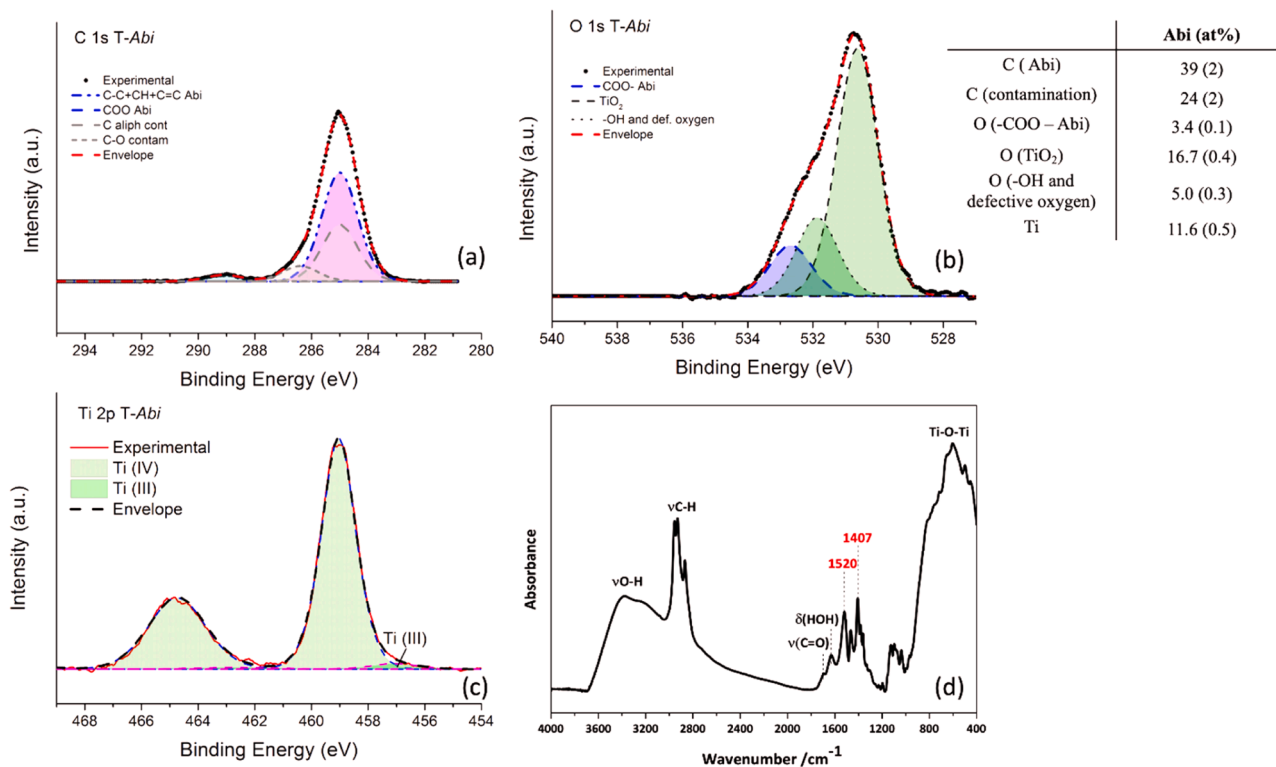 C 1s T-Abi
Experimental
C-C+CH+C=C Abi
COO Abi
C aliph cont
C-O contam
Envelope
(a)
Intensity (a.u.)
294 292 290 288 286 284 282 280
Binding Energy (eV)
O 1s T-Abi
Experimental
COO- Abi
TiO2
-OH and def. oxygen
Envelope
(b)
Intensity (a.u.)
540 538 536 534 532 530 528
Binding Energy (eV)
Abi (at%)
C ( Abi) 39 (2)
C (contamination) 24 (2)
O (-COO – Abi) 3.4 (0.1)
O (TiO2) 16.7 (0.4)
O (-OH and
defective oxygen) 5.0 (0.3)
Ti 11.6 (0.5)
Ti 2p T-Abi
Experimental
Ti (IV)
Ti (III)
Envelope
Ti (III)
(c)
Intensity (a.u.)
468 466 464 462 460 458 456 454
Binding Energy (eV)
Ti-O-Ti
νC-H
1407
1520
νO-H
δ(HOH)
ν(C=O)
(d)
Absorbance
4000 3600 3200 2800 2400 2000 1600 1200 800 400
Wavenumber /cm-1